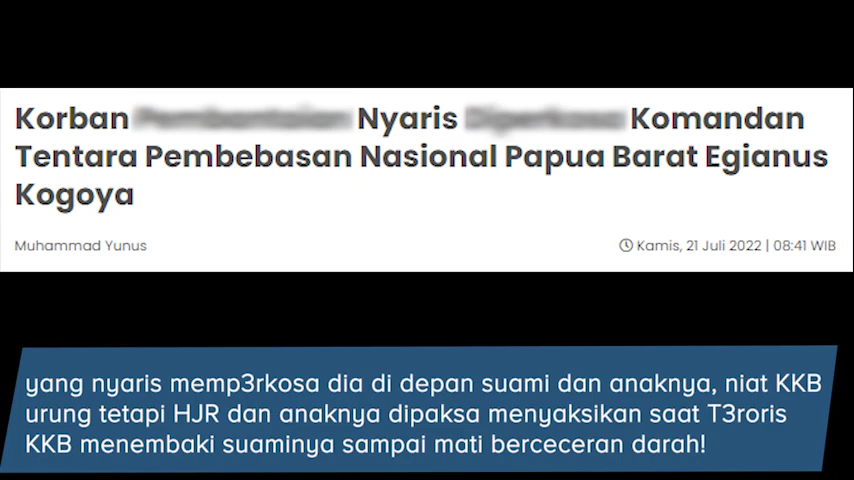 Korban Nyaris Komandan
Tentara Pembebasan Nasional Papua Barat Egianus
Kogoya
Muhammad Yunus
Kamis, 21 Juli 2022 | 08:41 WIB
yang nyaris memp3rkosa dia di depan suami dan anaknya, niat KKB
urung tetapi HJR dan anaknya dipaksa menyaksikan saat T3roris
KKB menembaki suaminya sampai mati berceceran darah!